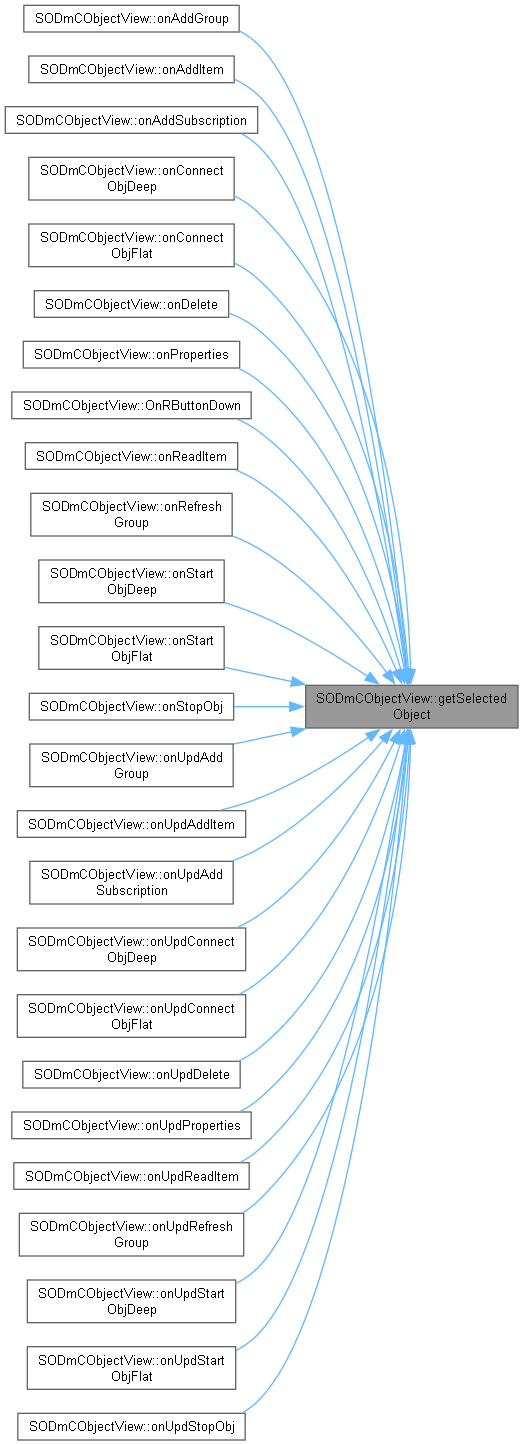 SODmCObjectView::onAddGroup
SODmCObjectView::onAddItem
SODmCObjectView::onAddSubscription
SODmCObjectView::onConnect
ObjDeep
SODmCObjectView::onConnect
ObjFlat
SODmCObjectView::onDelete
SODmCObjectView::onProperties
SODmCObjectView::OnRButtonDown
SODmCObjectView::onReadItem
SODmCObjectView::onRefresh
Group
SODmCObjectView::onStart
ObjDeep
SODmCObjectView::onStart
ObjFlat
SODmCObjectView::getSelected
Object
SODmCObjectView::onStopObj
SODmCObjectView::onUpdAdd
Group
SODmCObjectView::onUpdAddItem
SODmCObjectView::onUpdAdd
Subscription
SODmCObjectView::onUpdConnect
ObjDeep
SODmCObjectView::onUpdConnect
ObjFlat
SODmCObjectView::onUpdDelete
SODmCObjectView::onUpdProperties
SODmCObjectView::onUpdReadItem
SODmCObjectView::onUpdRefresh
Group
SODmCObjectView::onUpdStart
ObjDeep
SODmCObjectView::onUpdStart
ObjFlat
SODmCObjectView::onUpdStopObj